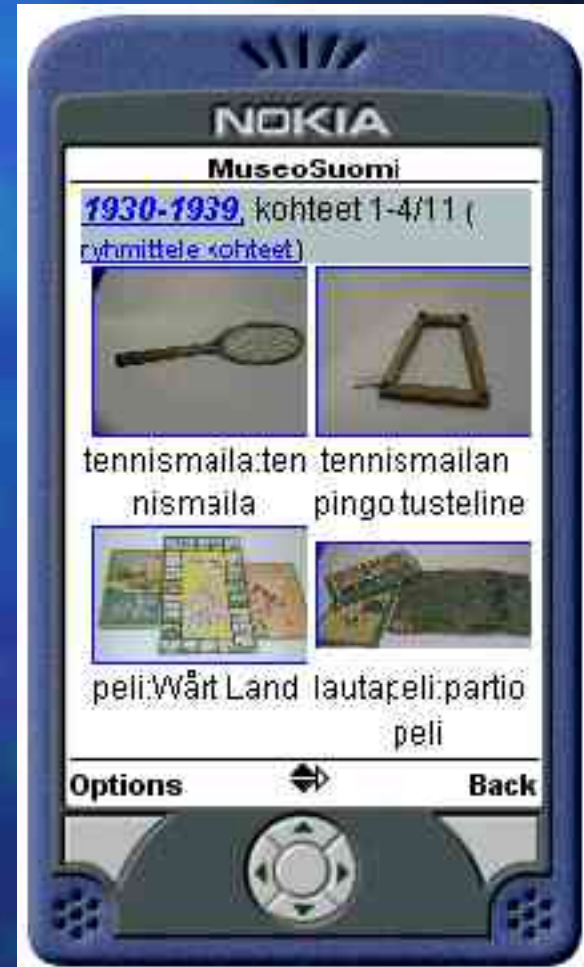 NOKIA
MuseoSuomi
1930-1939, kohteet 1-4/11 (
ryhmittele kohteet)
tennismaila:ten
nismaila
tennismailan
pingotusteline
peli:Vårt Land
lautapeli:partio
peli
Options
Back